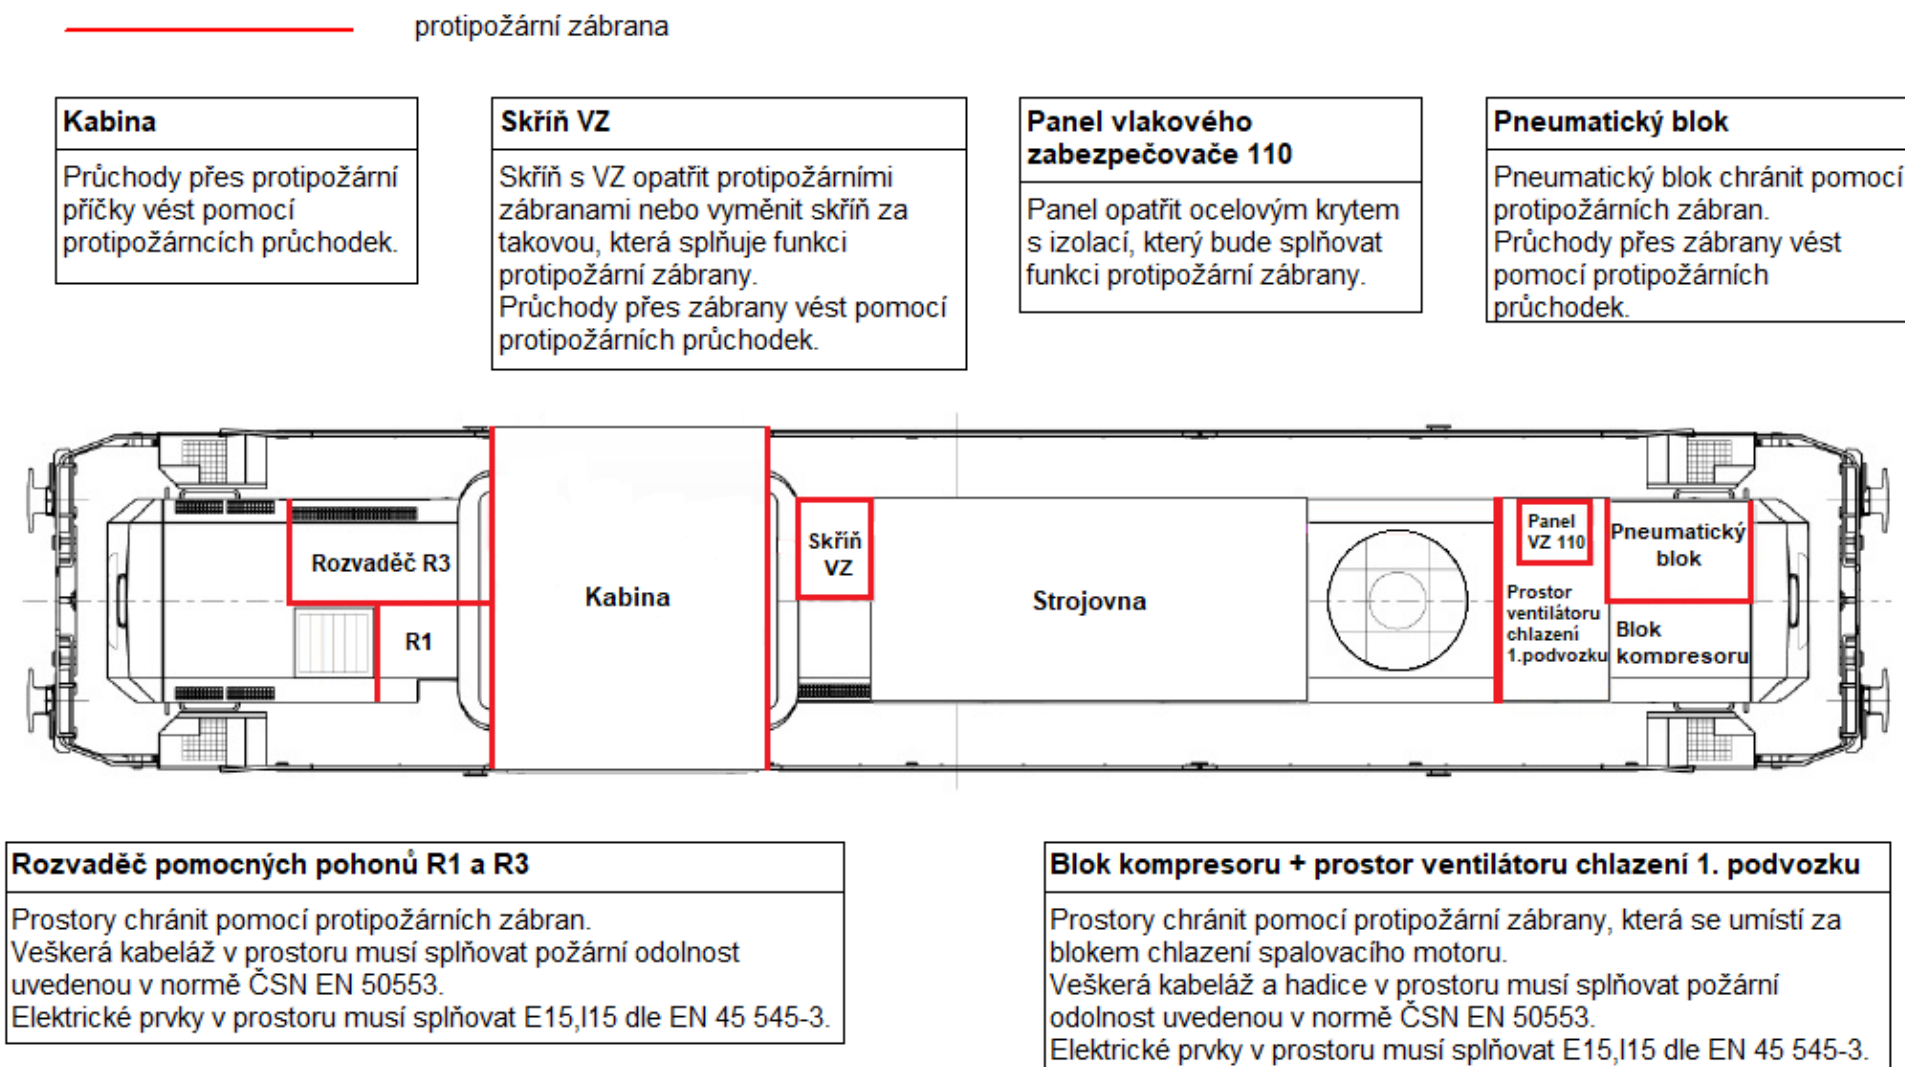 protipožární zábrana
Kabina
Průchody přes protipožární
příčky vést pomocí
protipožárncích průchodek.
Skříň VZ
Skříň s VZ opatřit protipožárními
zábranami nebo vyměnit skříň za
takovou, která splňuje funkci
protipožární zábrany.
Průchody přes zábrany vést pomocí
protipožárních průchodek.
Panel vlakového
zabezpečovače 110
Panel opatřit ocelovým krytem
s izolací, který bude splňovat
funkci protipožární zábrany.
Pneumatický blok
Pneumatický blok chránit pomocí
protipožárních zábran.
Průchody přes zábrany vést
pomocí protipožárních
průchodek.
Rozvaděč R3
R1
Kabina
Skříň
VZ
Strojovna
Panel
VZ 110
Prostor
ventilátoru
chlazení
1.podvozku
Pneumatický
blok
Blok
kompresoru
Rozvaděč pomocných pohonů R1 a R3
Prostory chránit pomocí protipožárních zábran.
Veškerá kabeláž v prostoru musí splňovat požární odolnost
uvedenou v normě ČSN EN 50553.
Elektrické prvky v prostoru musí splňovat E15,I15 dle EN 45 545-3.
Blok kompresoru + prostor ventilátoru chlazení 1. podvozku
Prostory chránit pomocí protipožární zábrany, která se umístí za
blokem chlazení spalovacího motoru.
Veškerá kabeláž a hadice v prostoru musí splňovat požární
odolnost uvedenou v normě ČSN EN 50553.
Elektrické prvky v prostoru musí splňovat E15,I15 dle EN 45 545-3.